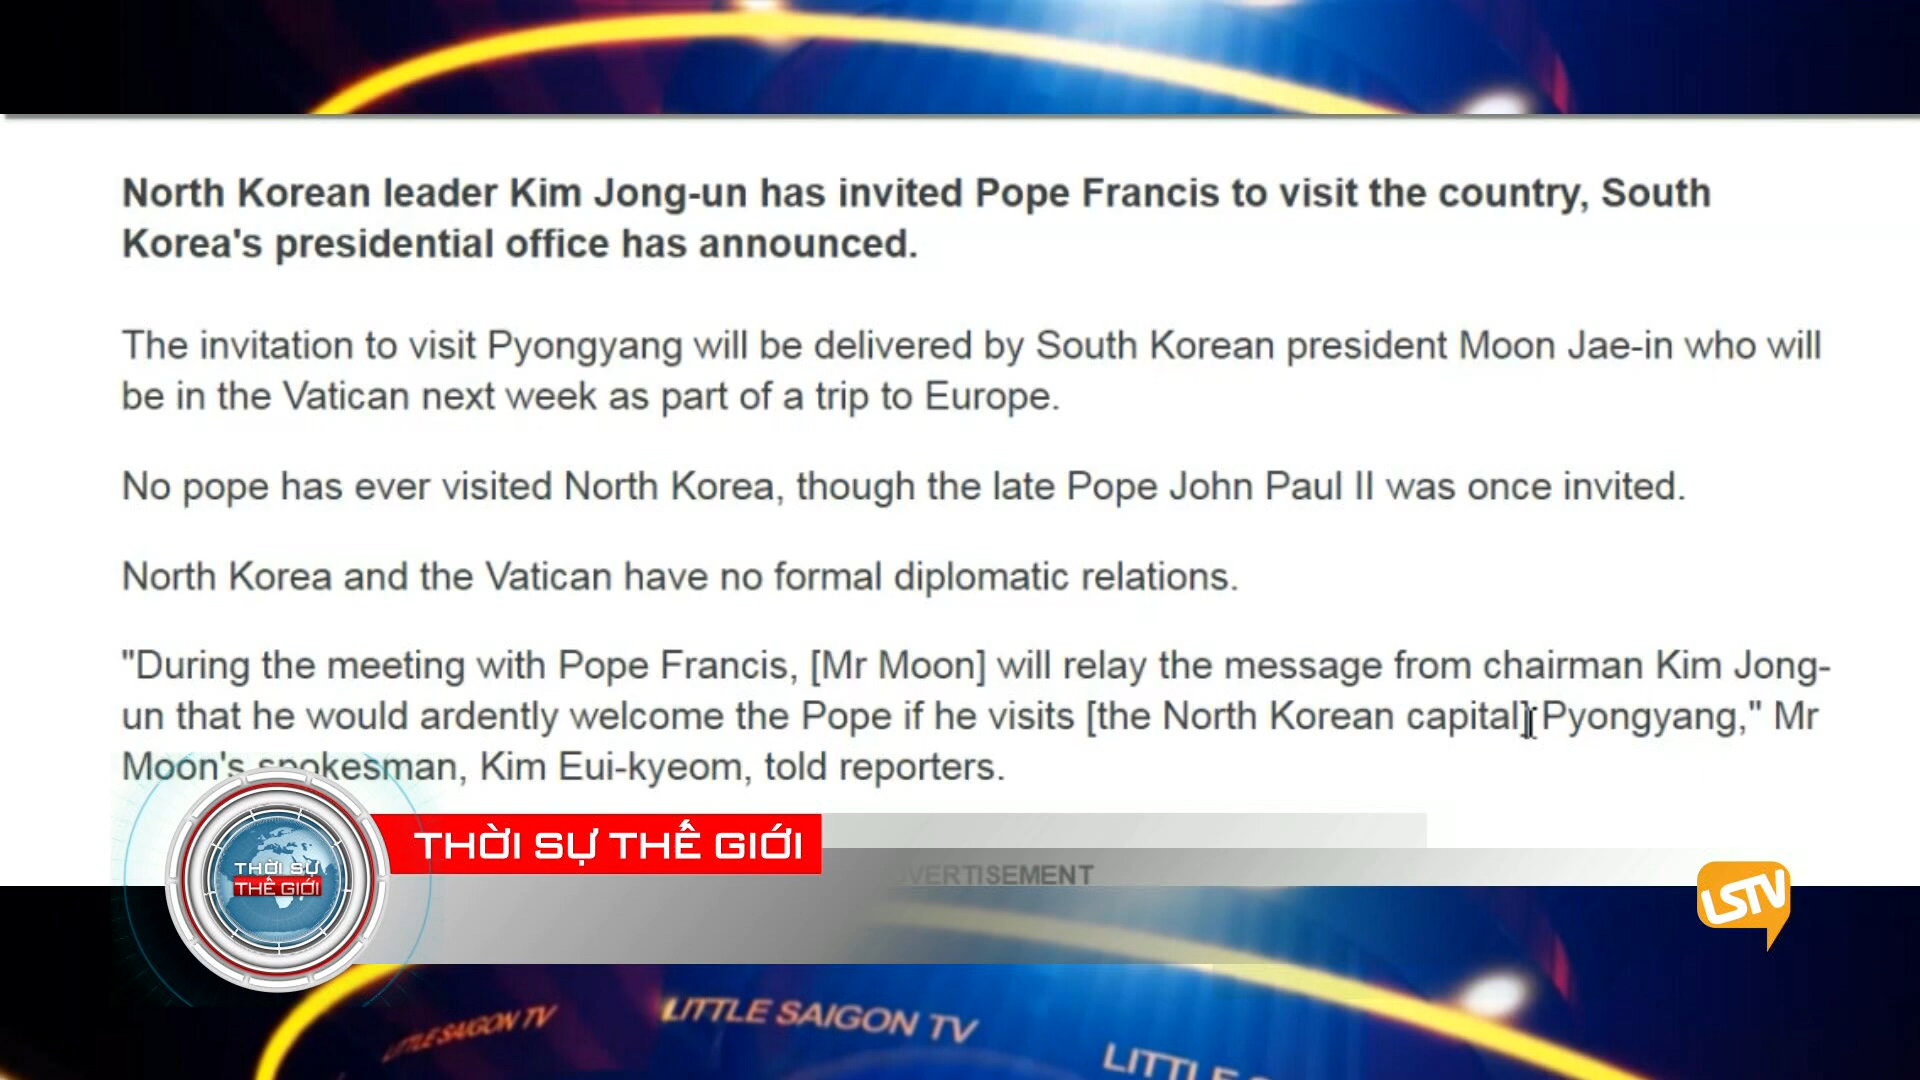 North Korean leader Kim Jong-un has invited Pope Francis to visit the country, South
Korea's presidential office has announced.
The invitation to visit Pyongyang will be delivered by South Korean president Moon Jae-in who will
be in the Vatican next week as part of a trip to Europe.
No pope has ever visited North Korea, though the late Pope John Paul II was once invited.
North Korea and the Vatican have no formal diplomatic relations.
"During the meeting with Pope Francis, [Mr Moon] will relay the message from chairman Kim Jong-
un that he would ardently welcome the Pope if he visits [the North Korean capital] Pyongyang," Mr
Moon's spokesman, Kim Eui-kyeom, told reporters.
THỜI SỰ THẾ GIỚI
THỜI SỰ
THẾ GIỚI
VERTISEMENT
LSTV
LITTLE SAIGON TV
LITTLE SAIGON TV
LITTLE